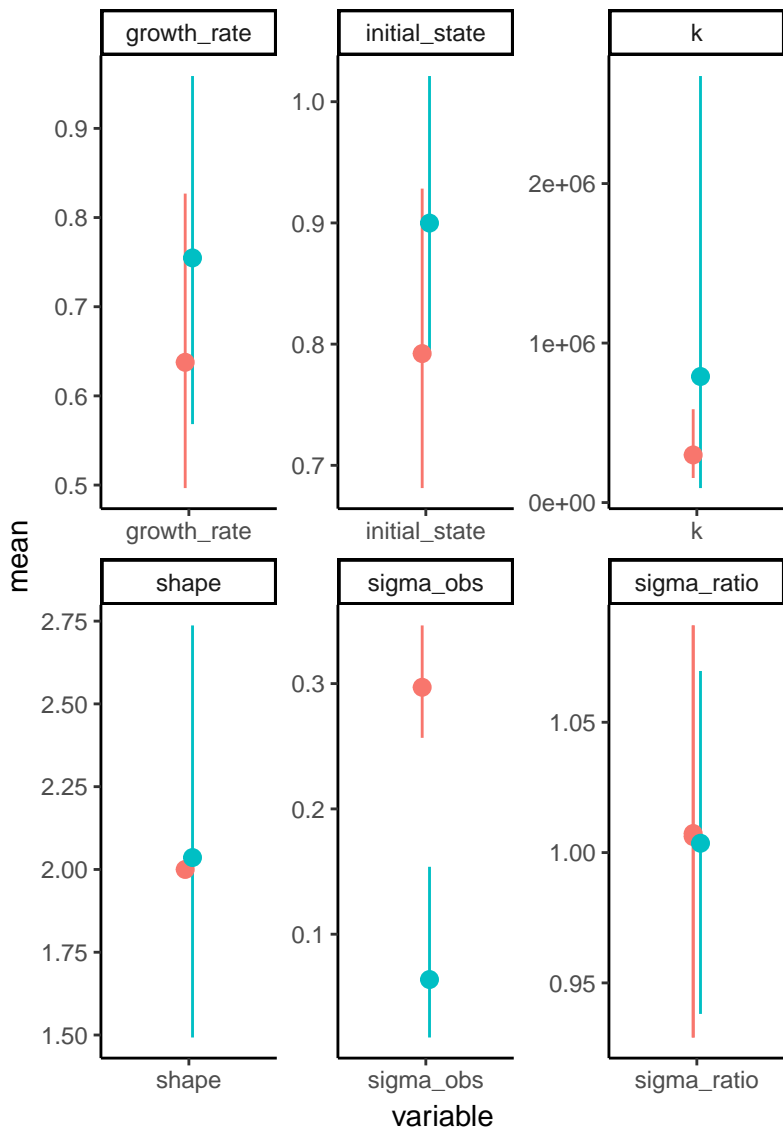 growth_rate
initial_state
k
0.9
0.8
0.7
0.6
0.5
growth_rate
1.0
0.9
0.8
0.7
initial_state
2e+06
1e+06
0e+00
k
mean
shape
sigma_obs
sigma_ratio
2.75
2.50
2.25
2.00
1.75
1.50
shape
0.3
0.2
0.1
sigma_obs
1.05
1.00
0.95
sigma_ratio
variable